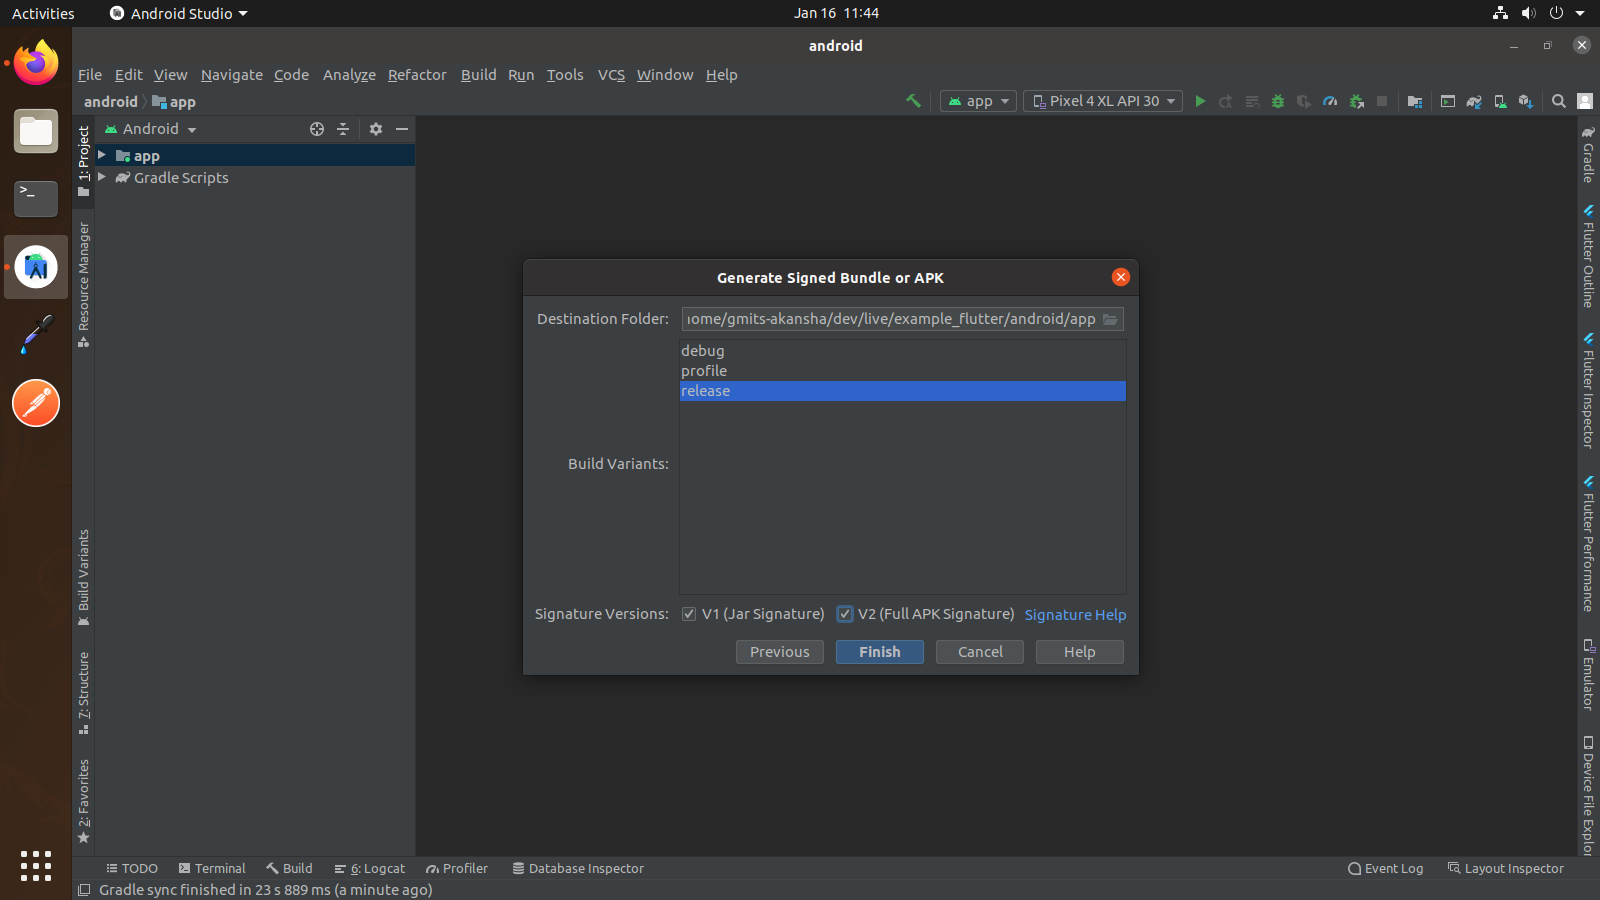 Activities
Android Studio
Jan 16 11:44
android
File Edit View Navigate Code Analyze Refactor Build Run Tools VCS Window Help
android app
app
Pixel 4 XL API 30
1: Project
Resource Manager
Build Variants
7: Structure
2: Favorites
Android
app
Gradle Scripts
Generate Signed Bundle or APK
Destination Folder: home/gmits-akansha/dev/live/example_flutter/android/app
Build Variants:
debug
profile
release
Signature Versions: V1 (Jar Signature) V2 (Full APK Signature) Signature Help
Previous Finish Cancel Help
Gradle
Flutter Outline
Flutter Inspector
Flutter Performance
Emulator
Device File Explor
TODO Terminal Build 6: Logcat Profiler Database Inspector
Event Log Layout Inspector
Gradle sync finished in 23 s 889 ms (a minute ago)